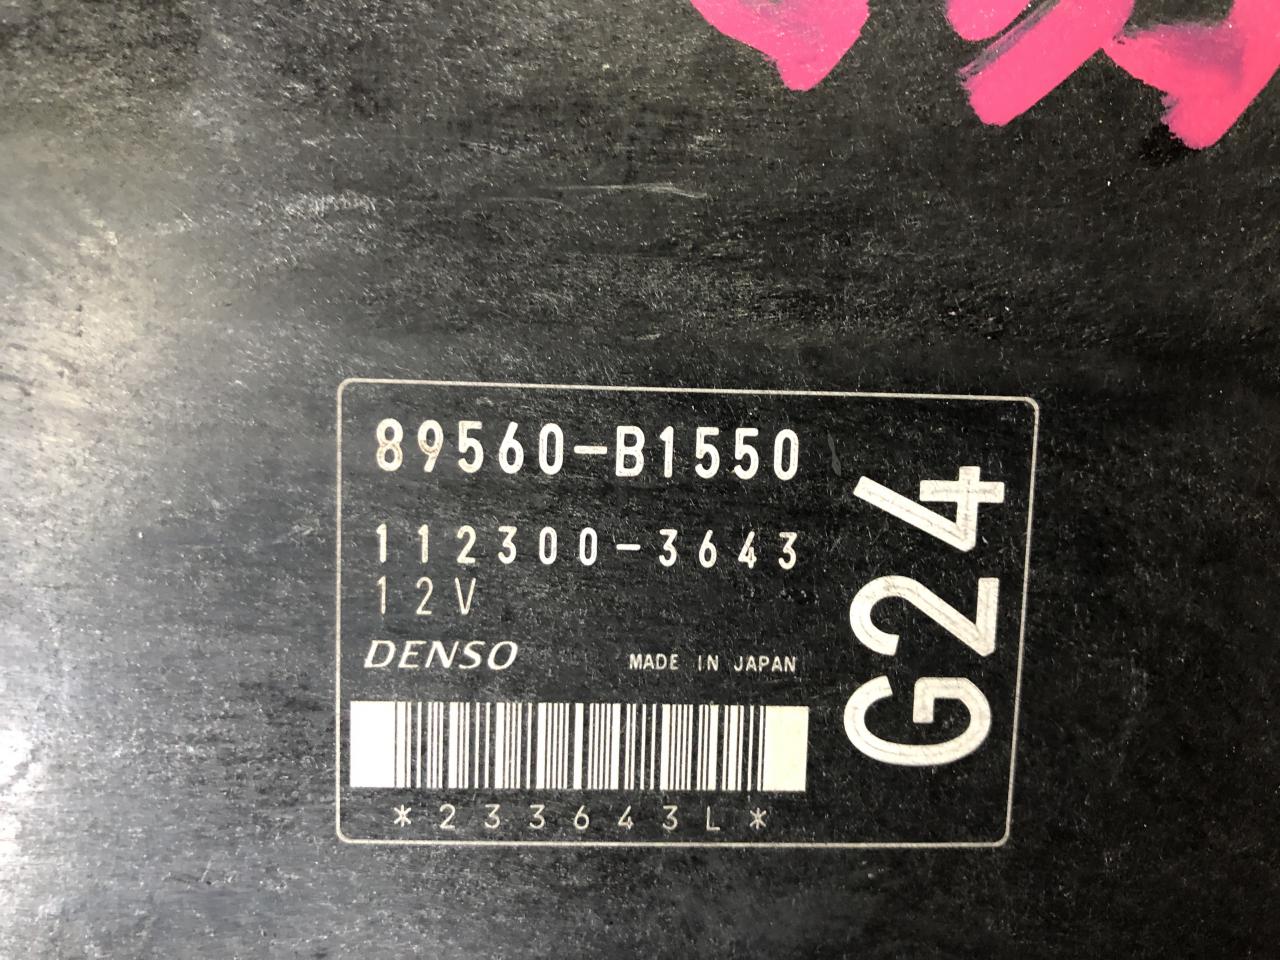 89560-B1550
112300-3643
12V
DENSO MADE IN JAPAN
*233643L*
G24